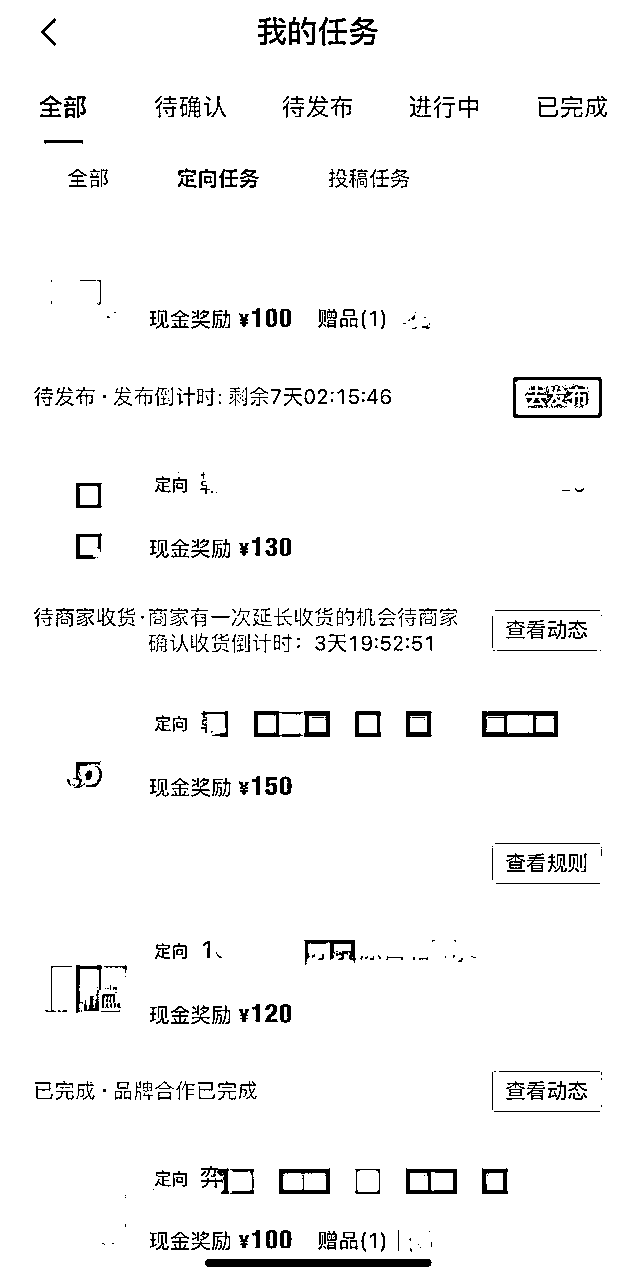 我的任务
全部 待确认 待发布 进行中 已完成
全部 定向任务 投稿任务
现金奖励 ¥100 赠品(1)
待发布·发布倒计时: 剩余7天02:15:46 去发布
定向
现金奖励 ¥130
待商家收货·商家有一次延长收货的机会待商家
确认收货倒计时：3天19:52:51 查看动态
定向
现金奖励 ¥150
查看规则
定向
现金奖励 ¥120
已完成·品牌合作已完成 查看动态
定向
现金奖励 ¥100 赠品(1)